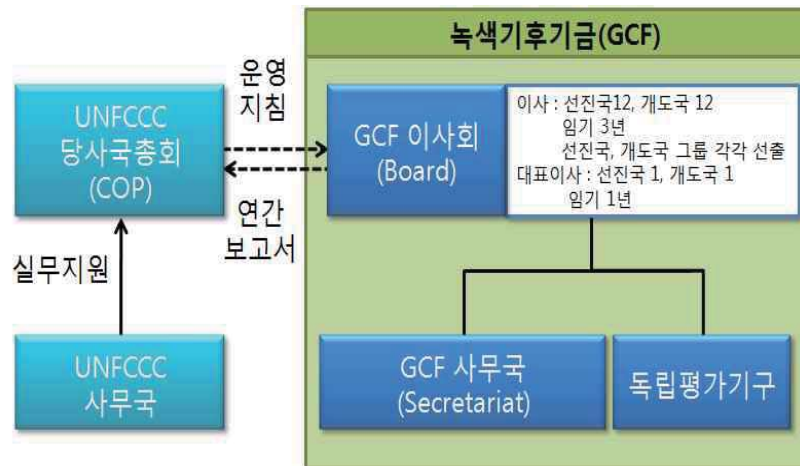 녹색기후기금(GCF)
운영
지침
UNFCCC
당사국총회
(COP)
GCF 이사회
(Board)
이사 : 선진국12, 개도국 12
임기 3년
선진국, 개도국 그룹 각각 선출
대표이사 : 선진국 1, 개도국 1
임기 1년
연간
보고서
실무지원
UNFCCC
사무국
GCF 사무국
(Secretariat)
독립평가기구